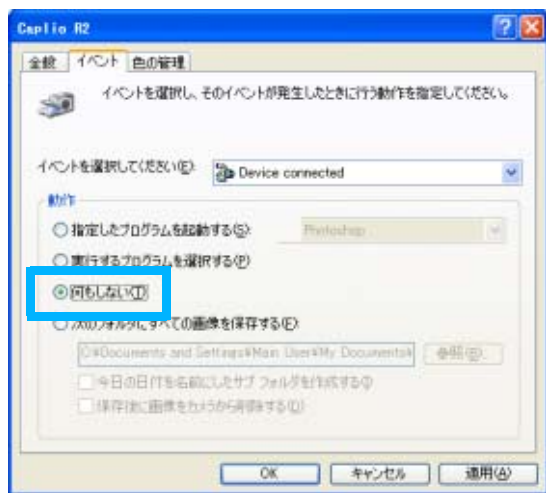 Caplio R2
全般 イベント 色の管理
イベントを選択し、そのイベントが発生したときに行う動作を指定してください。
イベントを選択してください(E): Device connected
動作
指定したプログラムを起動する(S): Photoshop
実行するプログラムを選択する(P)
何もしない(T)
次のフォルダにすべての画像を保存する(E):
C:¥Documents and Settings¥Main User¥My Documents¥ 参照(B)...
今日の日付を名前にしたサブ フォルダを作成する(I)
保存後に画像をカメラから削除する(D)
OK キャンセル 適用(A)